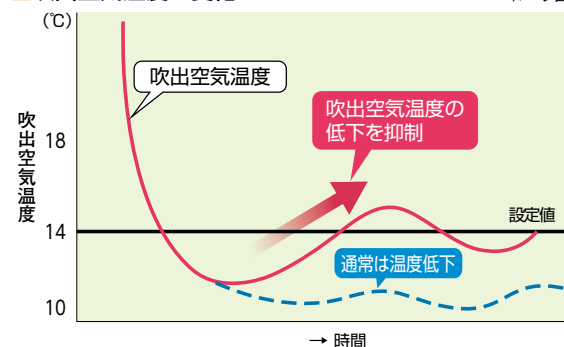 (℃)
吹出空気温度
吹出空気温度の
低下を抑制
18
吹出空気温度
14
設定値
通常は温度低下
10
→ 時間